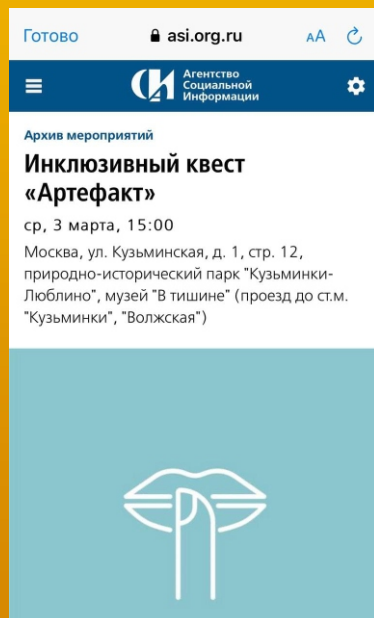 Готово
asi.org.ru
АА
Агентство
Социальной
Информации
Архив мероприятий
Инклюзивный квест
«Артефакт»
ср, 3 марта, 15:00
Москва, ул. Кузьминская, д. 1, стр. 12,
природно-исторический парк "Кузьминки-
Люблино", музей "В тишине" (проезд до ст.м.
"Кузьминки", "Волжская")